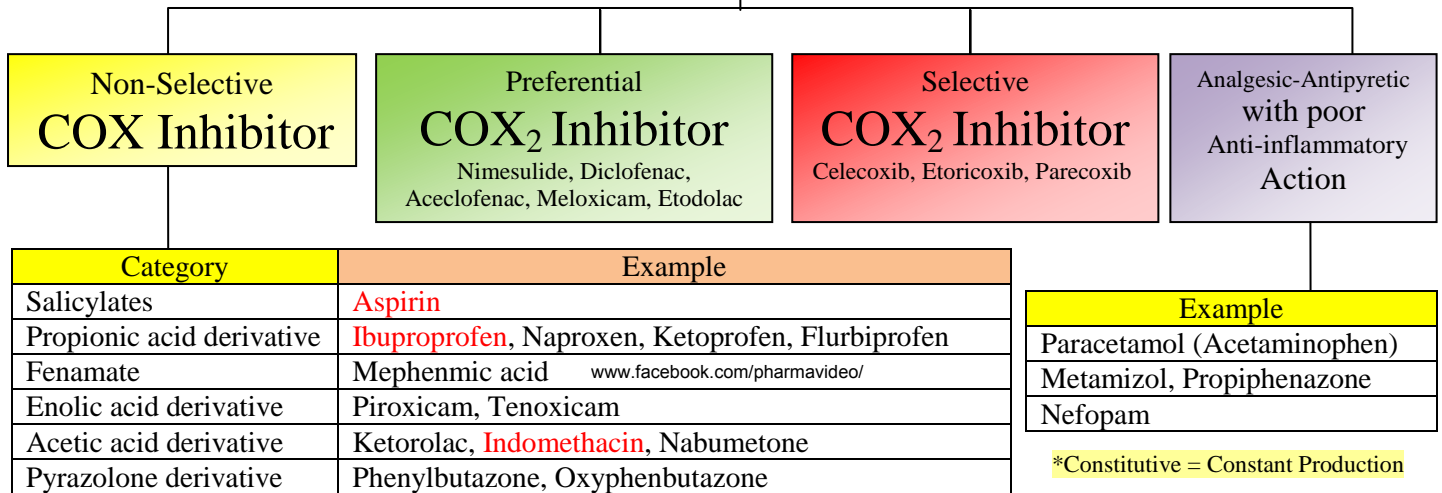 Non-Selective
COX Inhibitor
Preferential
COX₂ Inhibitor
Nimesulide, Diclofenac,
Aceclofenac, Meloxicam, Etodolac
Selective
COX₂ Inhibitor
Celecoxib, Etoricoxib, Parecoxib
Analgesic-Antipyretic
with poor
Anti-inflammatory
Action
Category Example
Salicylates Aspirin
Propionic acid derivative Ibuproprofen, Naproxen, Ketoprofen, Flurbiprofen
Fenamate Mephenmic acid www.facebook.com/pharmavideo/
Enolic acid derivative Piroxicam, Tenoxicam
Acetic acid derivative Ketorolac, Indomethacin, Nabumetone
Pyrazolone derivative Phenylbutazone, Oxyphenbutazone
Example
Paracetamol (Acetaminophen)
Metamizol, Propiphenazone
Nefopam
*Constitutive = Constant Production